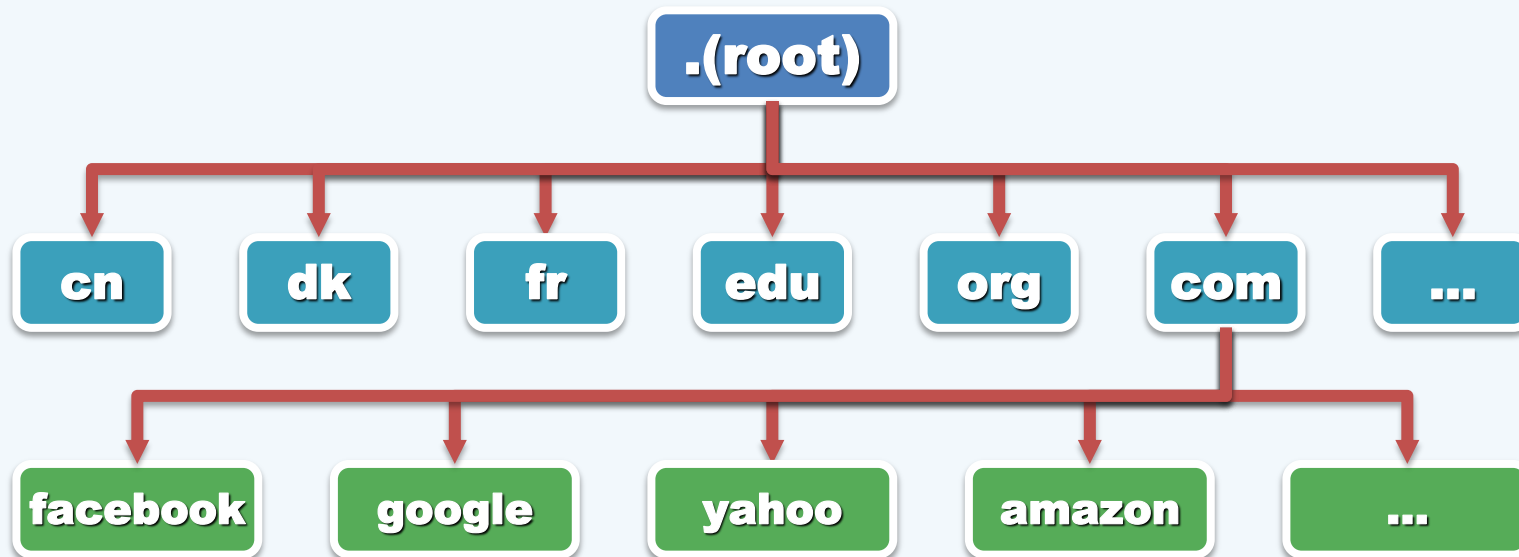 .(root)
cn
dk
fr
edu
org
com
...
facebook
google
yahoo
amazon
...